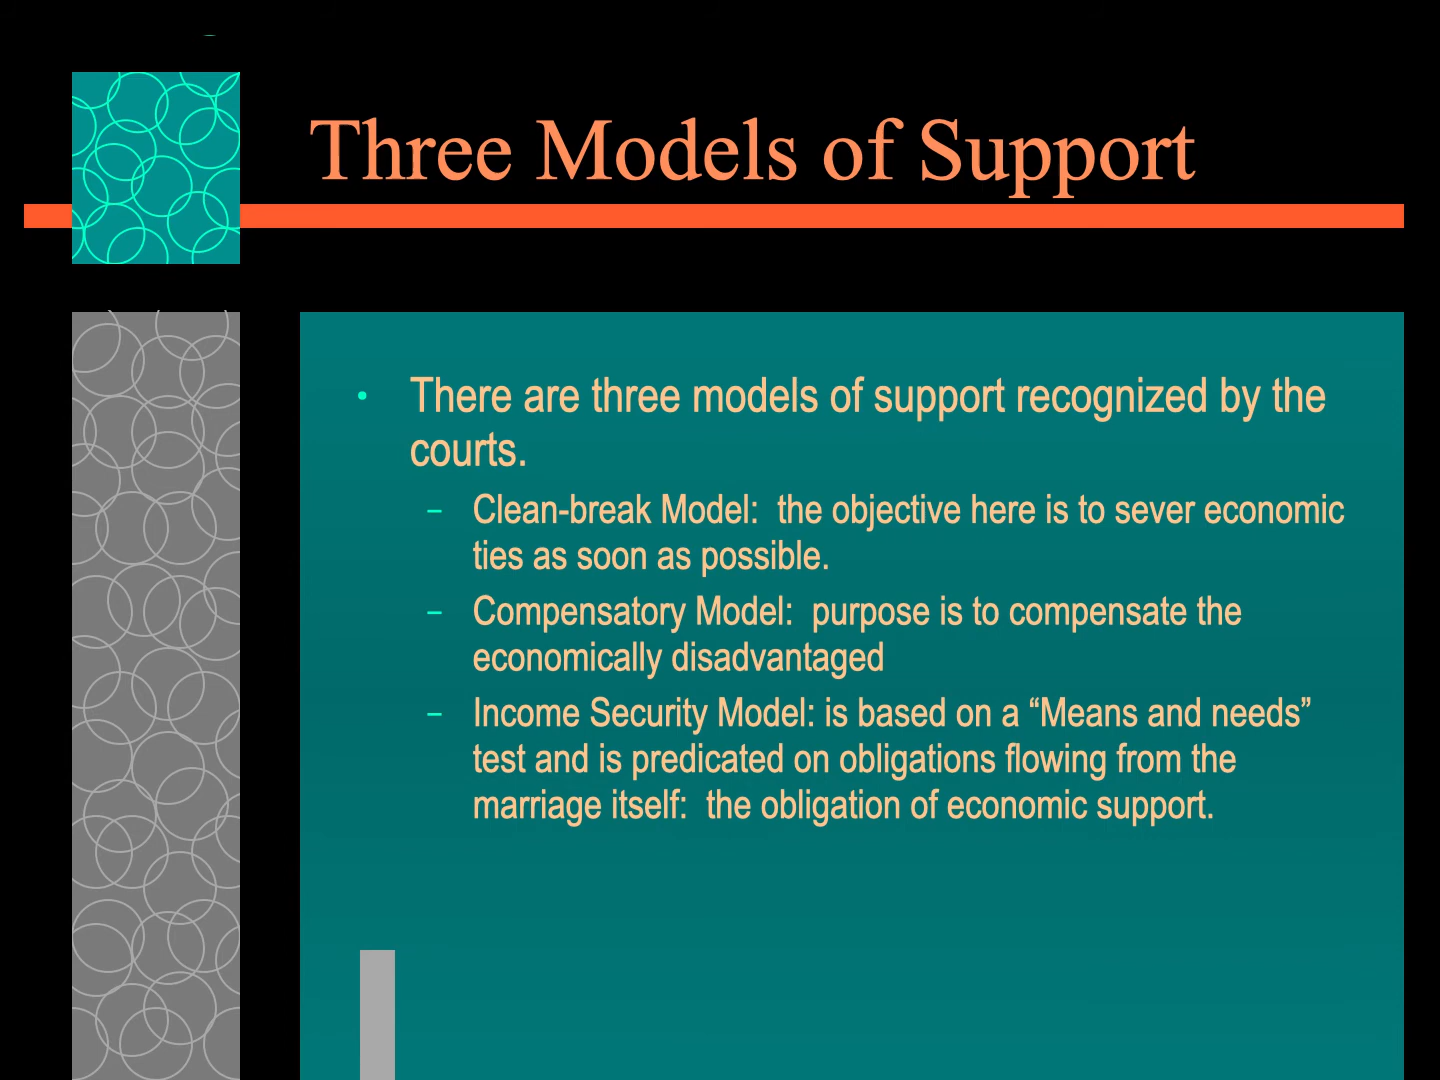 Three Models of Support
• There are three models of support recognized by the
courts.
– Clean-break Model:  the objective here is to sever economic
ties as soon as possible.
– Compensatory Model:  purpose is to compensate the
economically disadvantaged
– Income Security Model: is based on a “Means and needs”
test and is predicated on obligations flowing from the
marriage itself:  the obligation of economic support.